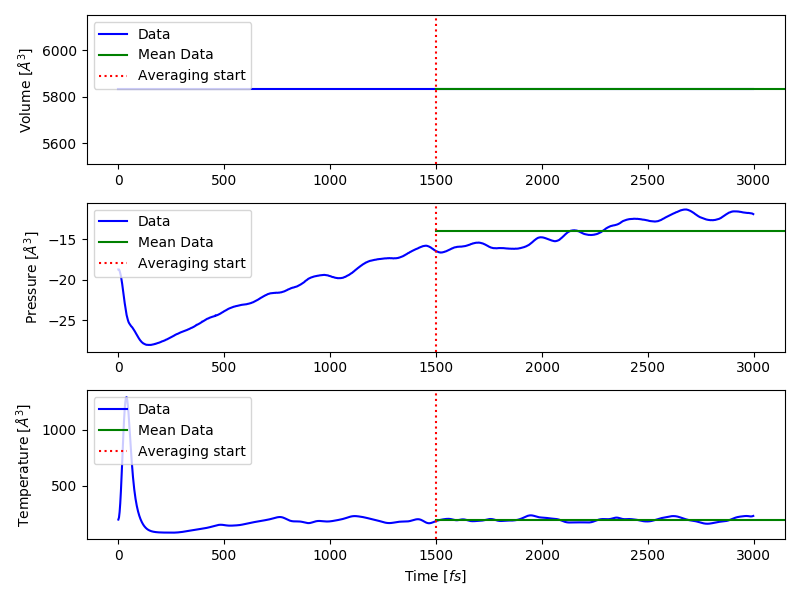 Volume [Å³]
6000
5800
5600
Data
Mean Data
Averaging start
0 500 1000 1500 2000 2500 3000
Pressure [Å³]
−15
−20
−25
Data
Mean Data
Averaging start
0 500 1000 1500 2000 2500 3000
Temperature [Å³]
1000
500
Data
Mean Data
Averaging start
0 500 1000 1500 2000 2500 3000
Time [fs]